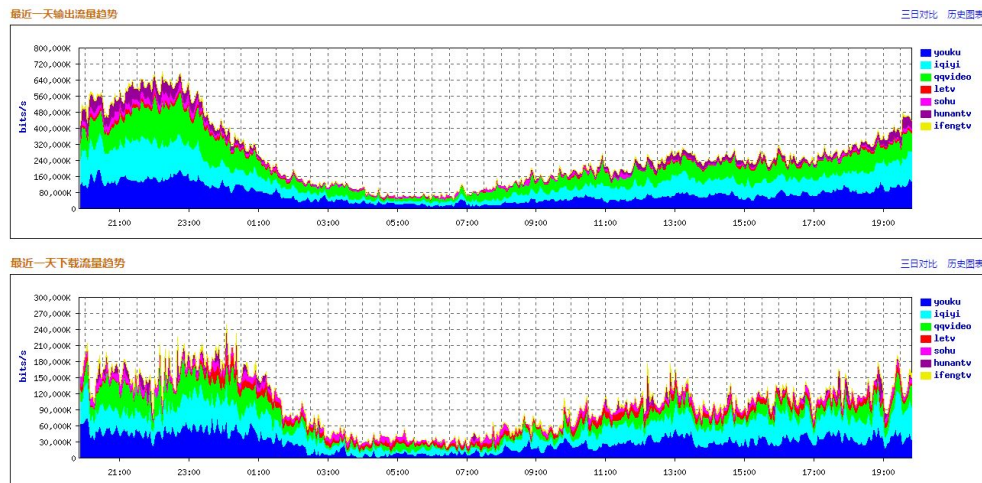 最近一天输出流量趋势
三日对比 历史图表
800,000K
720,000K
640,000K
560,000K
480,000K
400,000K
320,000K
240,000K
160,000K
80,000K
0
bits/s
21:00 23:00 01:00 03:00 05:00 07:00 09:00 11:00 13:00 15:00 17:00 19:00
youku
iqiyi
qqvideo
letv
sohu
hunantv
ifengtv
最近一天下载流量趋势
三日对比 历史图表
300,000K
270,000K
240,000K
210,000K
180,000K
150,000K
120,000K
90,000K
60,000K
30,000K
0
bits/s
21:00 23:00 01:00 03:00 05:00 07:00 09:00 11:00 13:00 15:00 17:00 19:00
youku
iqiyi
qqvideo
letv
sohu
hunantv
ifengtv